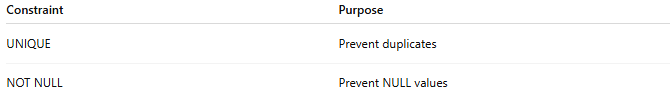 Constraint Purpose
UNIQUE Prevent duplicates
NOT NULL Prevent NULL values